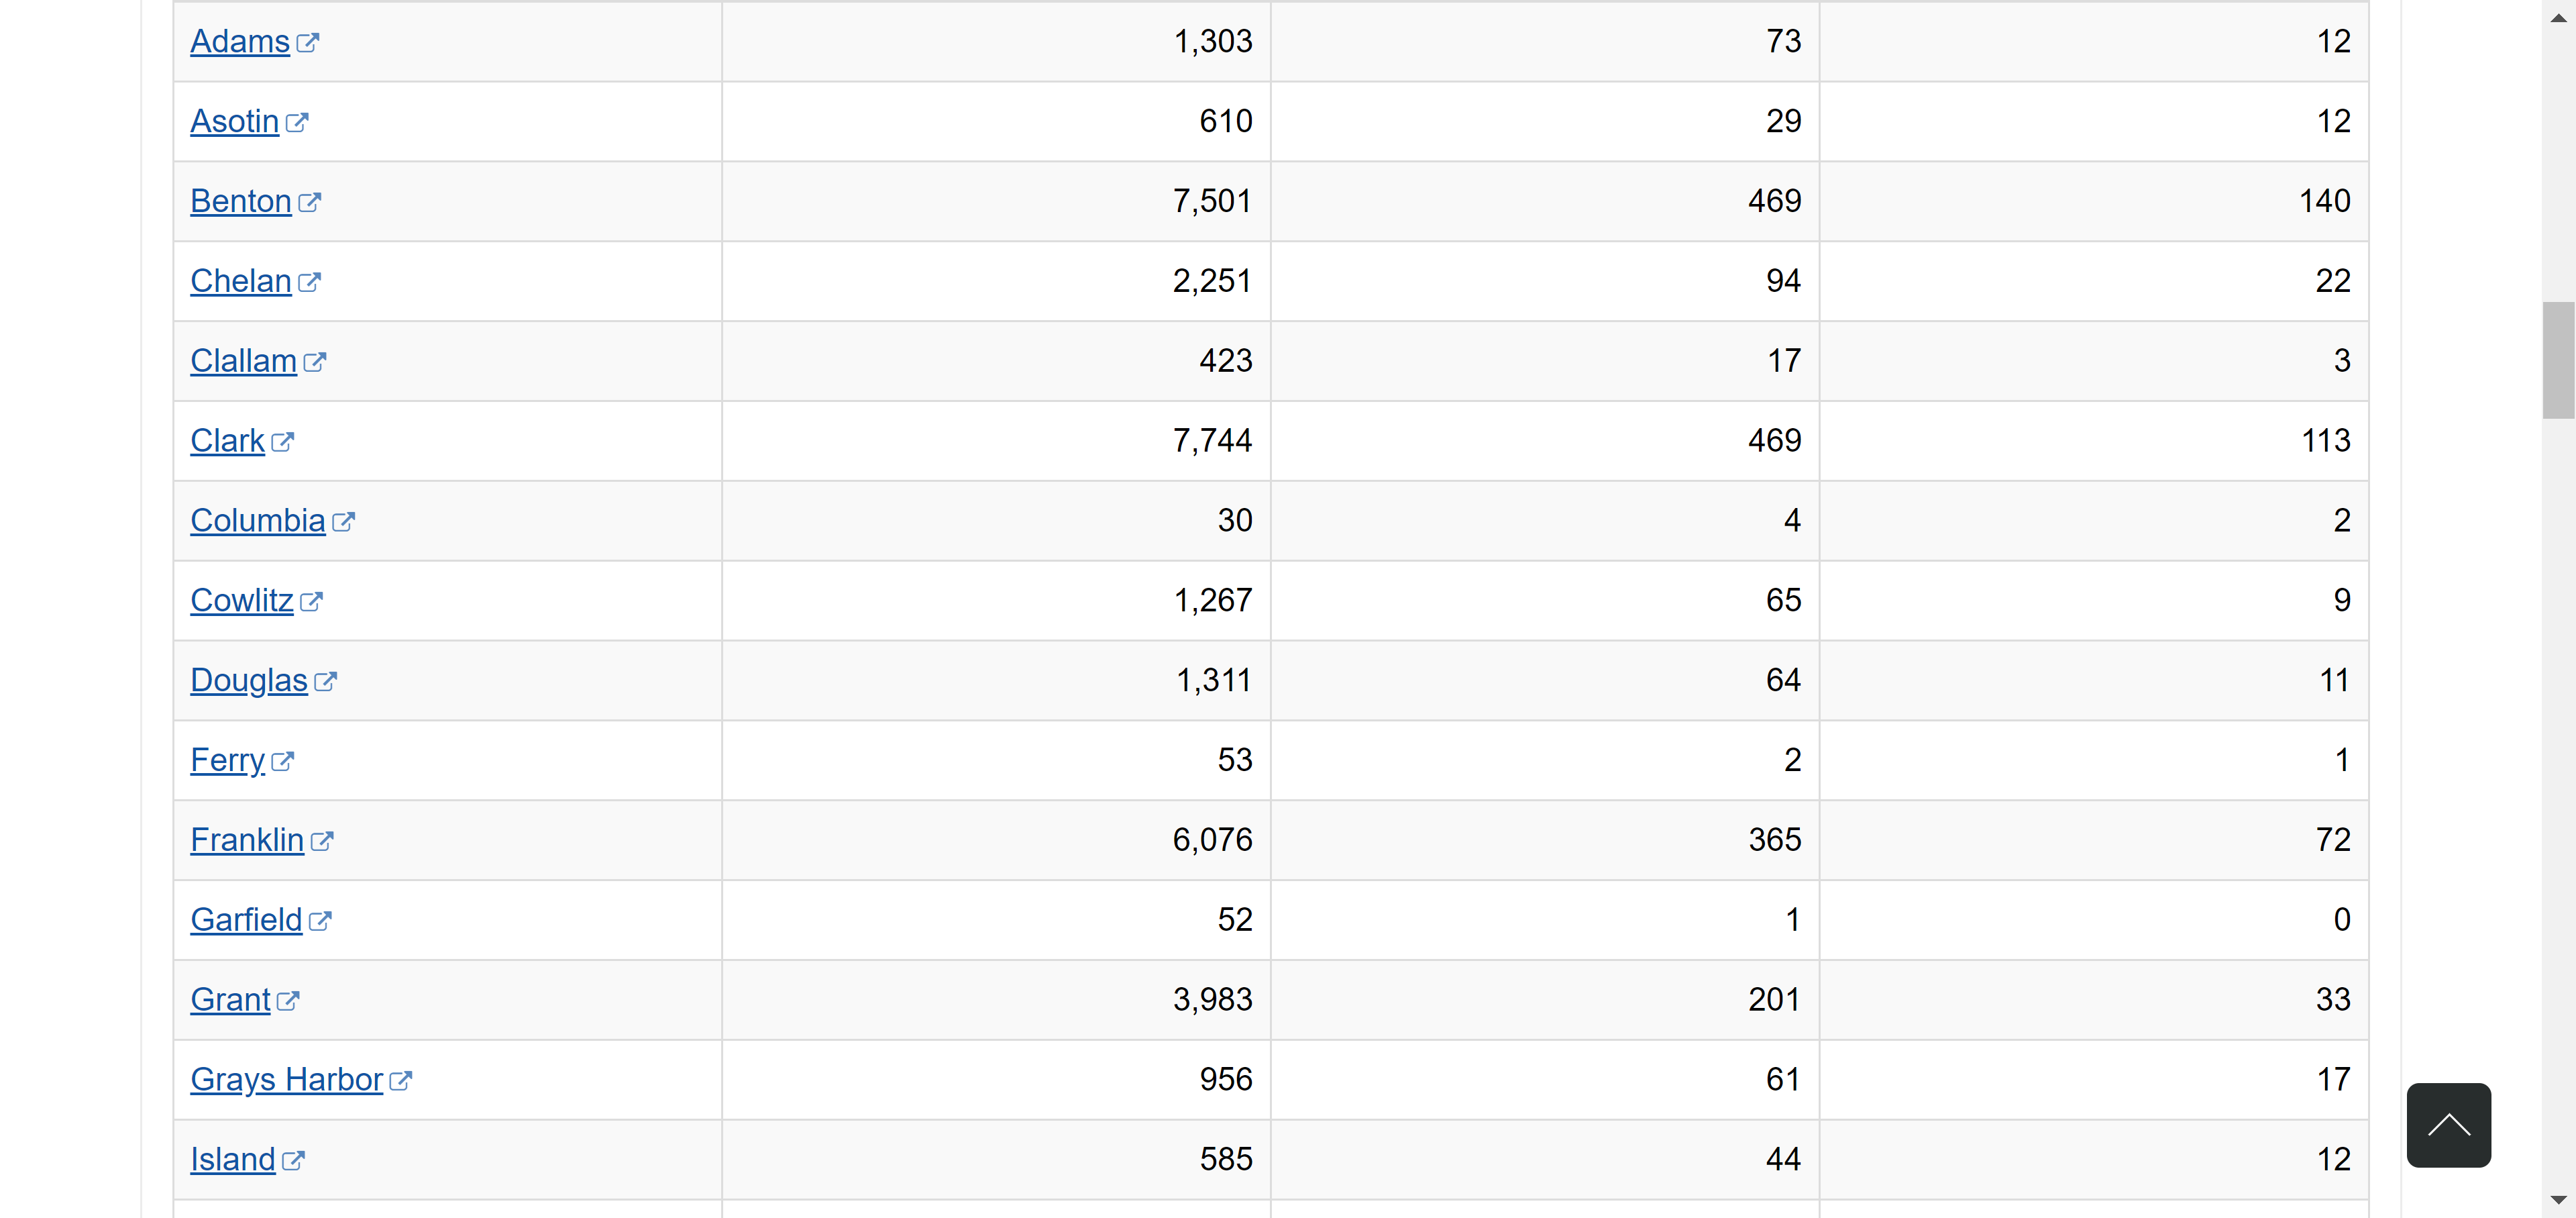 Adams 1,303 73 12
Asotin 610 29 12
Benton 7,501 469 140
Chelan 2,251 94 22
Clallam 423 17 3
Clark 7,744 469 113
Columbia 30 4 2
Cowlitz 1,267 65 9
Douglas 1,311 64 11
Ferry 53 2 1
Franklin 6,076 365 72
Garfield 52 1 0
Grant 3,983 201 33
Grays Harbor 956 61 17
Island 585 44 12